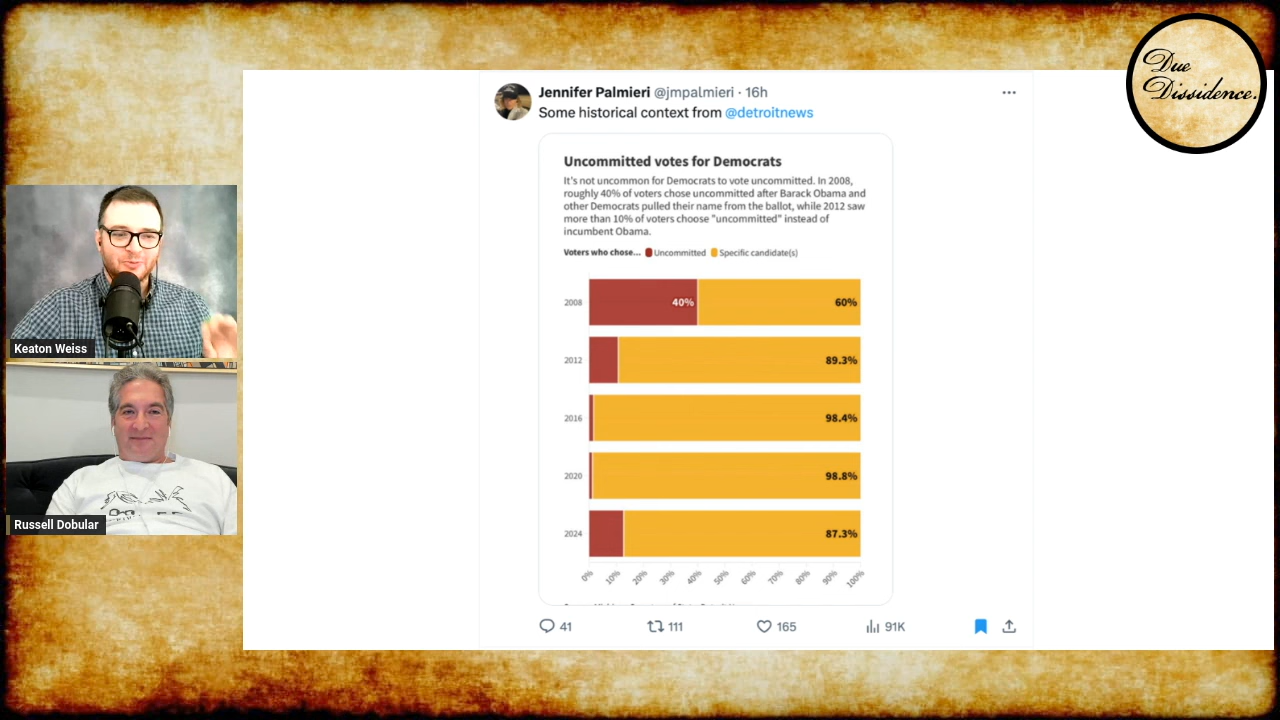 Due
Dissidence.
Jennifer Palmieri @jmpalmieri · 16h
Some historical context from @detroitnews
Uncommitted votes for Democrats
It's not uncommon for Democrats to vote uncommitted. In 2008,
roughly 40% of voters chose uncommitted after Barack Obama and
other Democrats pulled their name from the ballot, while 2012 saw
more than 10% of voters choose "uncommitted" instead of
incumbent Obama.
Voters who chose... Uncommitted Specific candidate(s)
2008 40% 60%
2012 89.3%
2016 98.4%
2020 98.8%
2024 87.3%
0% 10% 20% 30% 40% 50% 60% 70% 80% 90% 100%
41 111 165 91K
Keaton Weiss
Russell Dobular